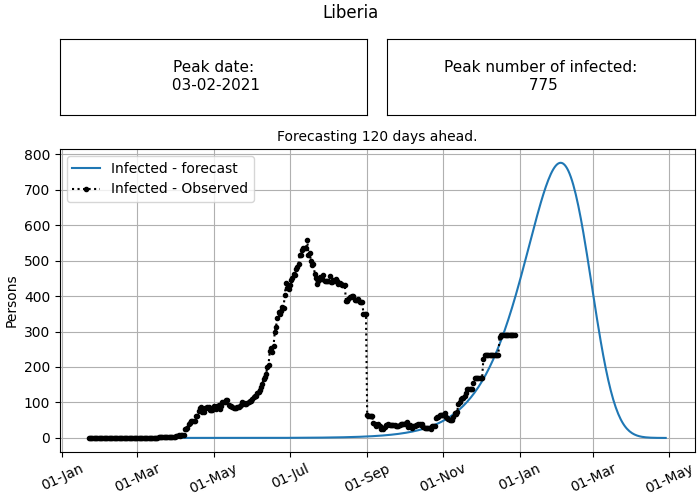 Liberia
Peak date:
03-02-2021
Peak number of infected:
775
Forecasting 120 days ahead.
Infected - forecast
Infected - Observed
Persons
800
700
600
500
400
300
200
100
0
01-Jan
01-Mar
01-May
01-Jul
01-Sep
01-Nov
01-Jan
01-Mar
01-May